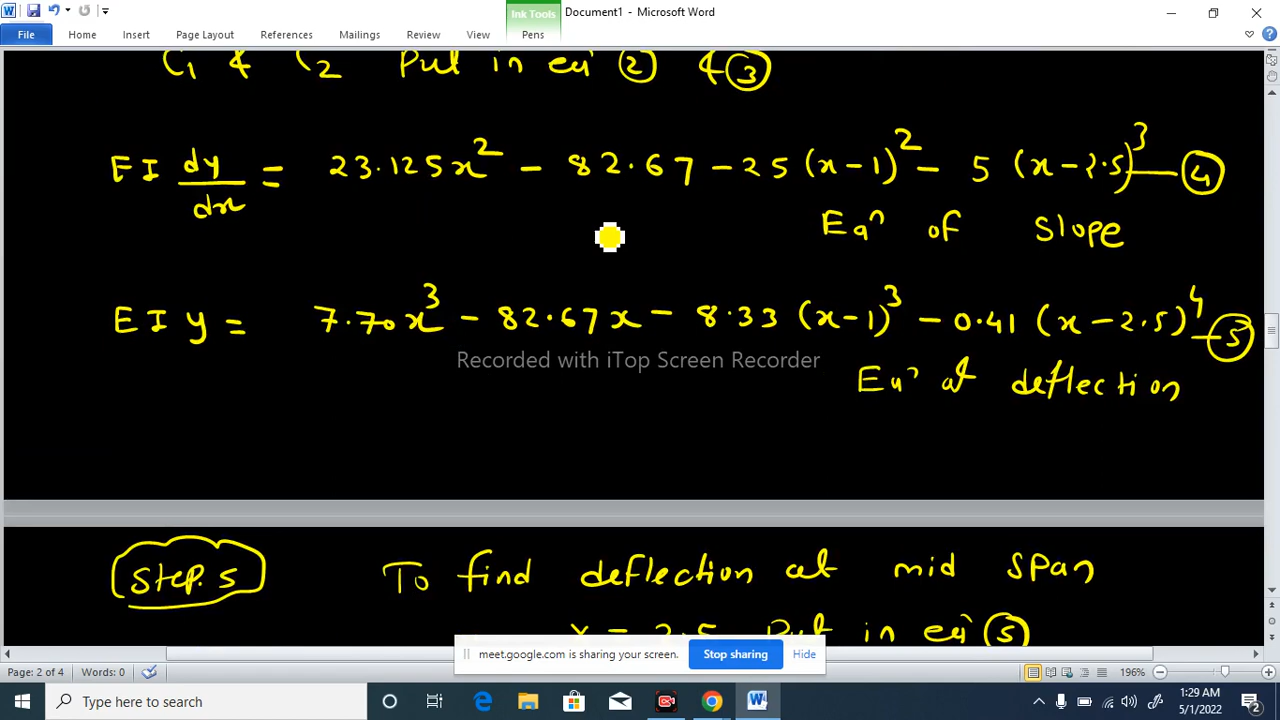 Ink Tools
Document1 - Microsoft Word
File Home Insert Page Layout References Mailings Review View Pens
C1 & C2 Put in eqⁿ ② & ③
EI dy/dx = 23.125x² - 82.67 - 25 (x-1)² - 5 (x-2.5)³ — ④
Eqⁿ of Slope
EI y = 7.70x³ - 82.67x - 8.33 (x-1)³ - 0.41 (x-2.5)⁴ — ⑤
Recorded with iTop Screen Recorder
Eqⁿ of deflection
Step. 5 To find deflection at mid span
x = 2.5 Put in eqⁿ ⑤
meet.google.com is sharing your screen. Stop sharing Hide
Page: 2 of 4 Words: 0 196%
Type here to search
1:29 AM
5/1/2022
2